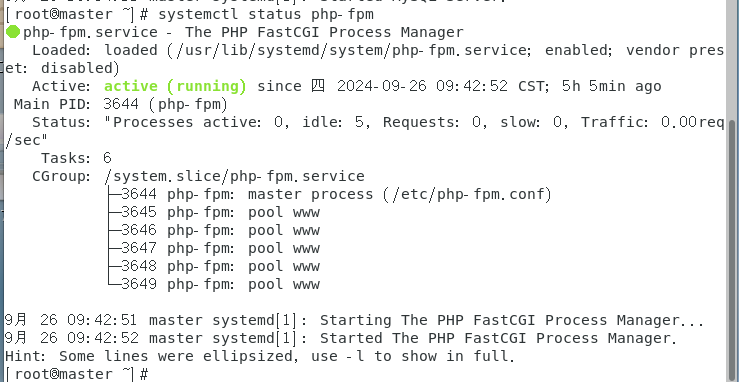 [root@master ~]# systemctl status php-fpm
●php-fpm.service - The PHP FastCGI Process Manager
Loaded: loaded (/usr/lib/systemd/system/php-fpm.service; enabled; vendor pres
et: disabled)
Active: active (running) since 四 2024-09-26 09:42:52 CST; 5h 5min ago
Main PID: 3644 (php-fpm)
Status: "Processes active: 0, idle: 5, Requests: 0, slow: 0, Traffic: 0.00req
/sec"
Tasks: 6
CGroup: /system.slice/php-fpm.service
├─3644 php-fpm: master process (/etc/php-fpm.conf)
├─3645 php-fpm: pool www
├─3646 php-fpm: pool www
├─3647 php-fpm: pool www
├─3648 php-fpm: pool www
└─3649 php-fpm: pool www
9月 26 09:42:51 master systemd[1]: Starting The PHP FastCGI Process Manager...
9月 26 09:42:52 master systemd[1]: Started The PHP FastCGI Process Manager.
Hint: Some lines were ellipsized, use -l to show in full.
[root@master ~]#